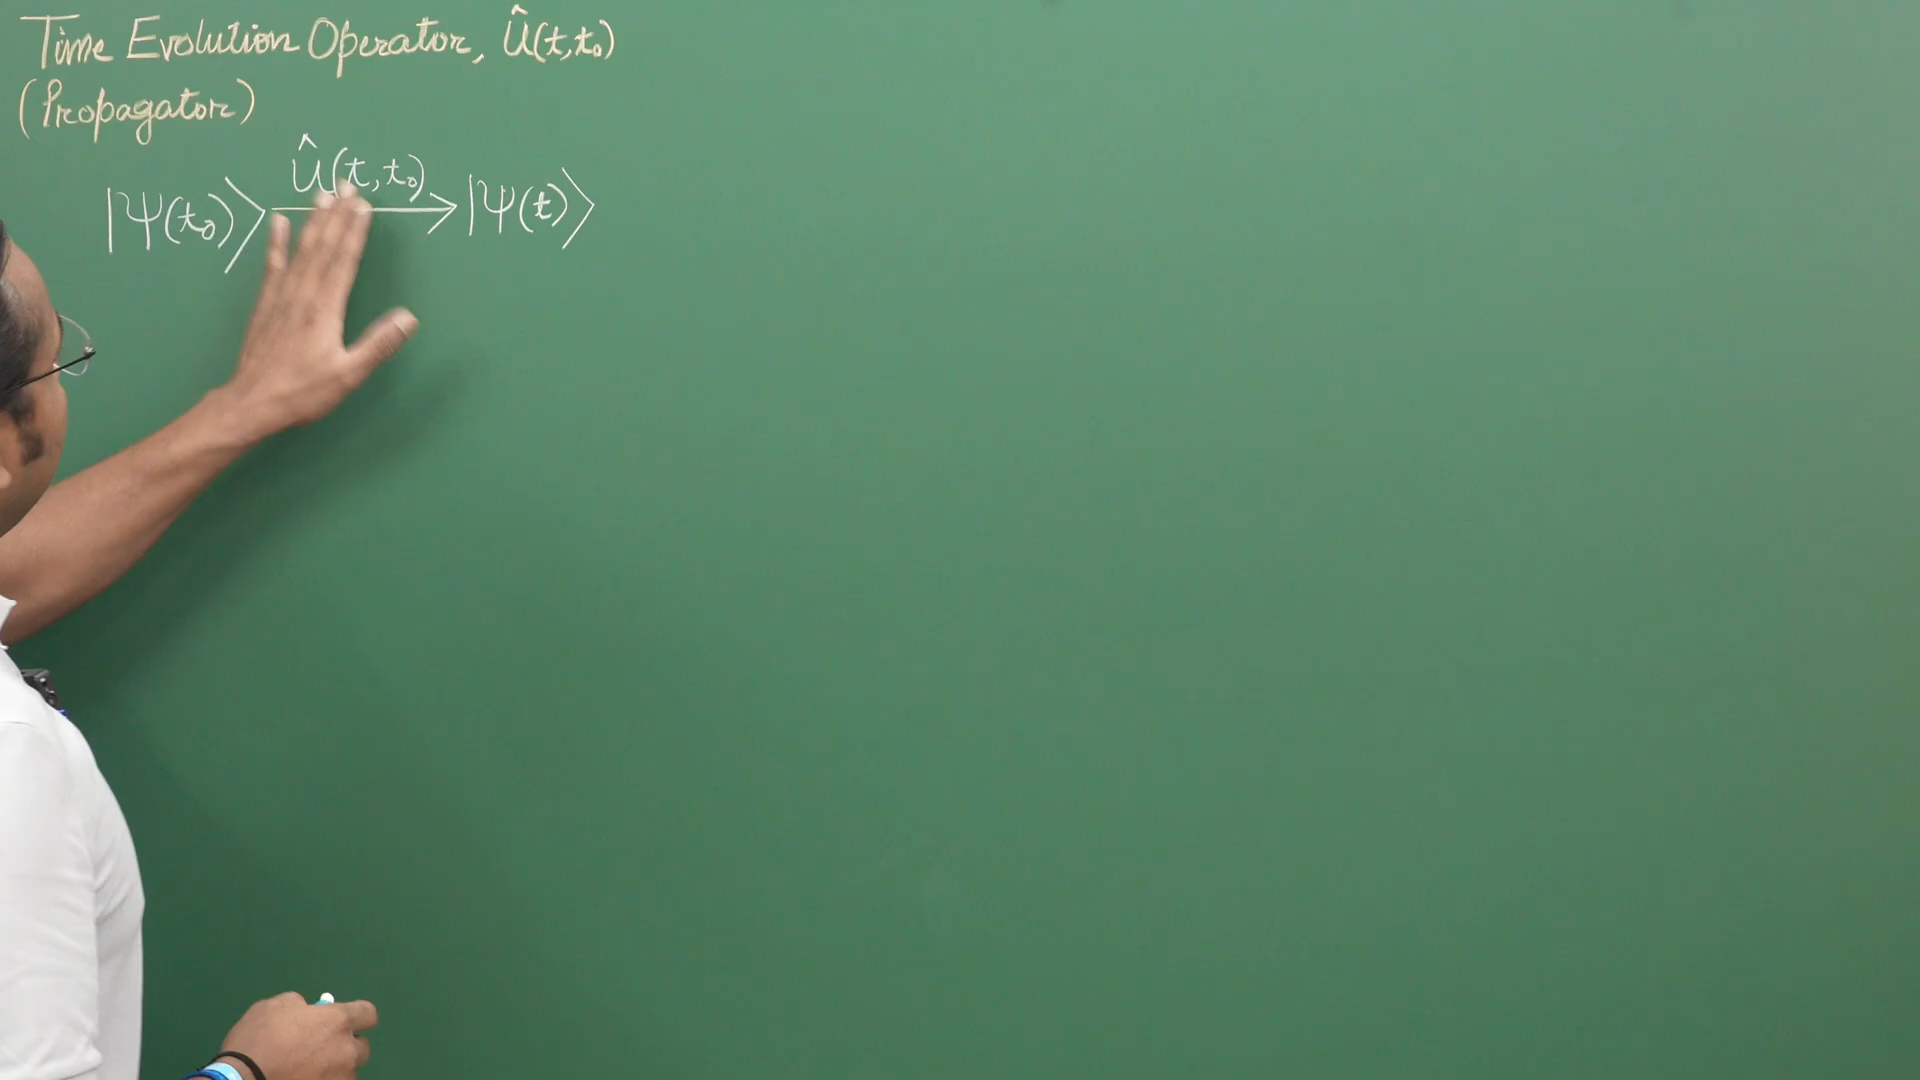 Time Evolution Operator, Û(t,t₀)
(Propagator)
|Ψ(t₀)⟩ Û(t,t₀)⟶ |Ψ(t)⟩